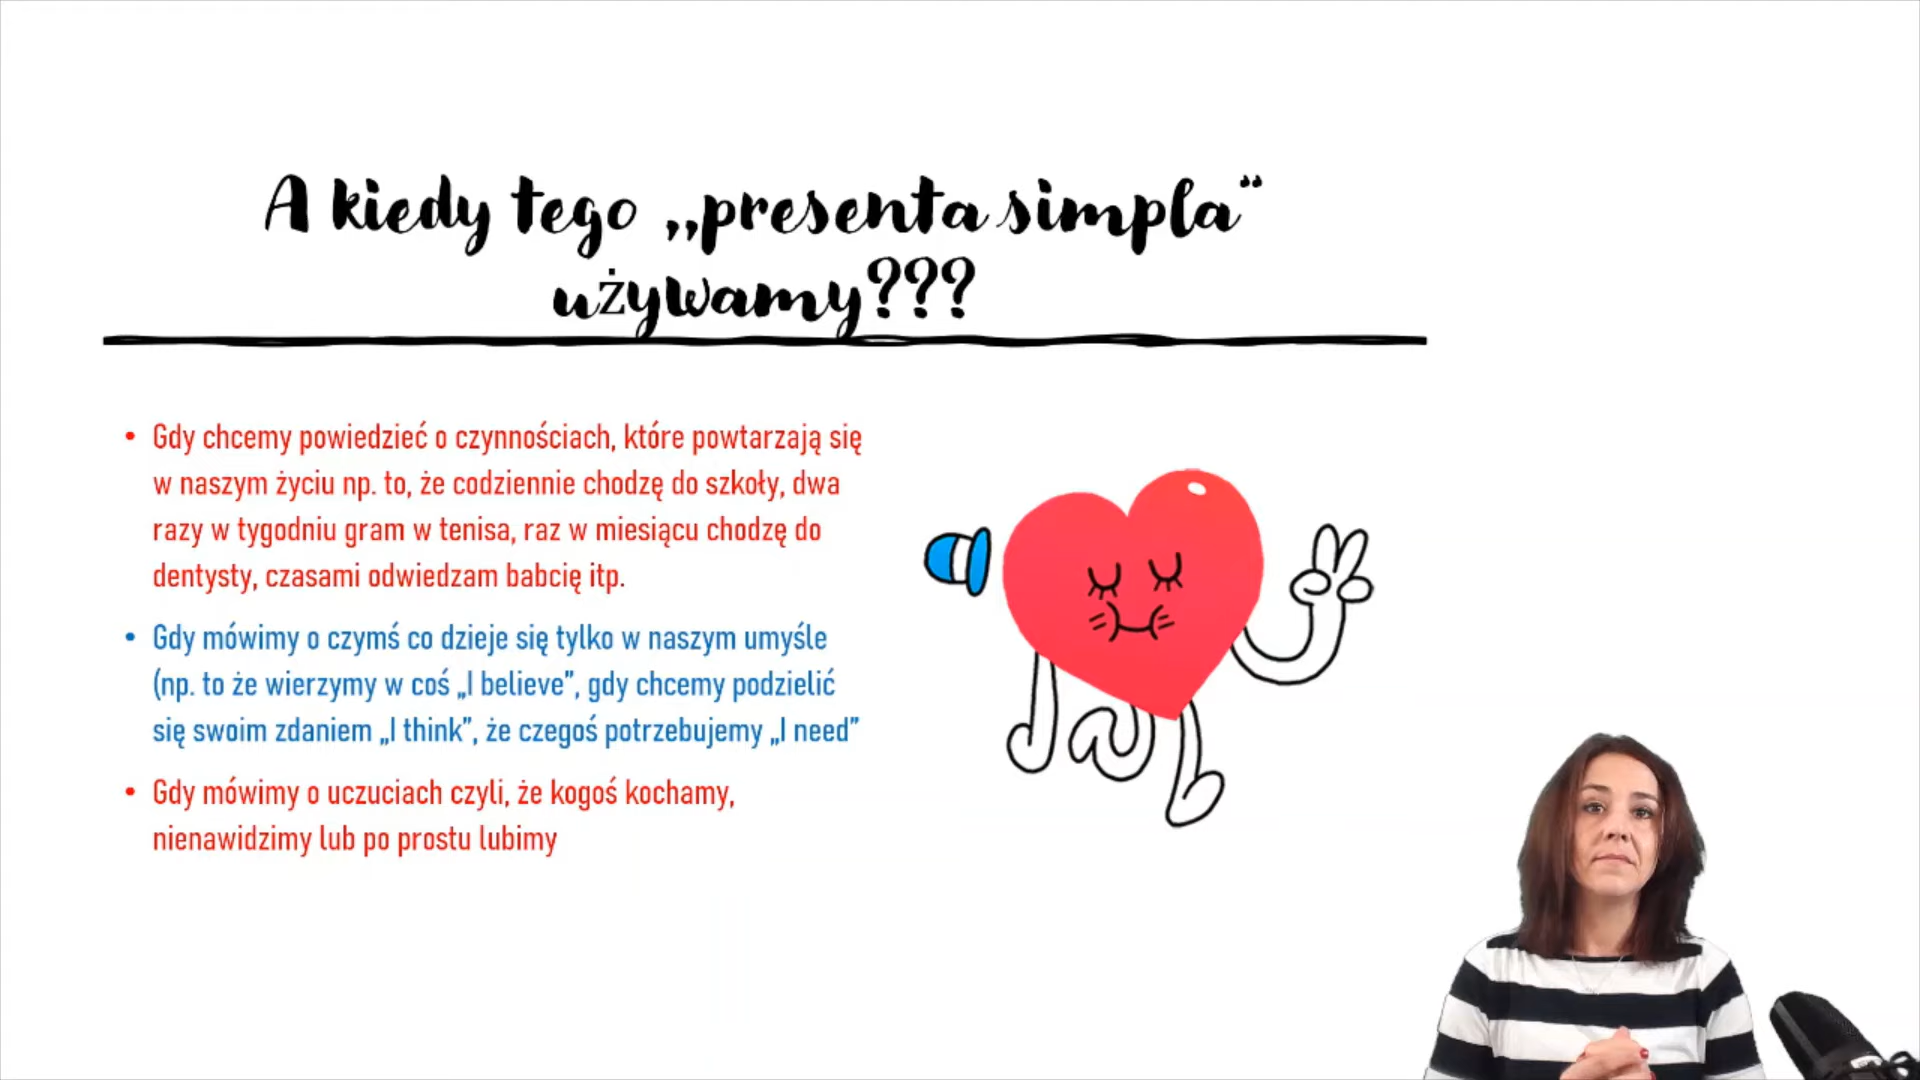 A kiedy tego „presenta simpla“
używamy???
• Gdy chcemy powiedzieć o czynnościach, które powtarzają się
w naszym życiu np. to, że codziennie chodzę do szkoły, dwa
razy w tygodniu gram w tenisa, raz w miesiącu chodzę do
dentysty, czasami odwiedzam babcię itp.
• Gdy mówimy o czymś co dzieje się tylko w naszym umyśle
(np. to że wierzymy w coś „I believe”, gdy chcemy podzielić
się swoim zdaniem „I think”, że czegoś potrzebujemy „I need”
• Gdy mówimy o uczuciach czyli, że kogoś kochamy,
nienawidzimy lub po prostu lubimy